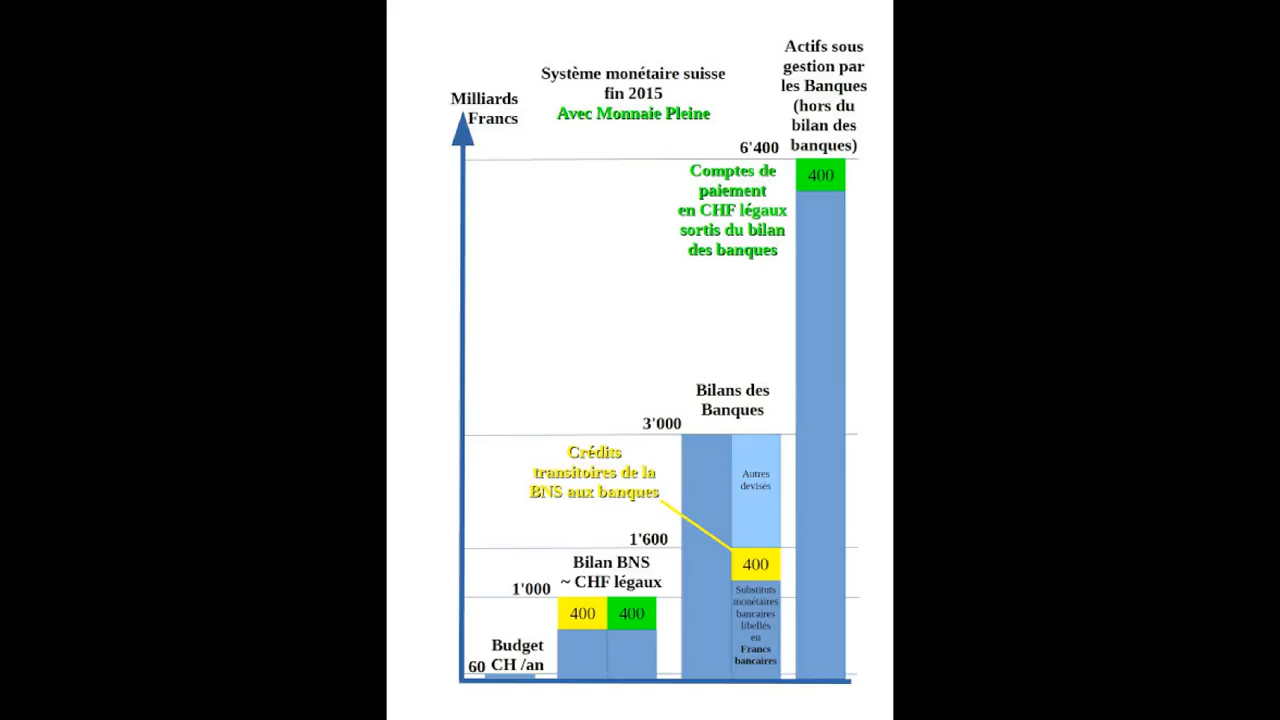 Actifs sous
gestion par
les Banques
(hors du
bilan des
banques)
Système monétaire suisse
fin 2015
Avec Monnaie Pleine
Milliards
Francs
6'400
400
Comptes de
paiement
en CHF légaux
sortis du bilan
des banques
Bilans des
Banques
3'000
Crédits
transitoires de la
BNS aux banques
Autres
devises
1'600
400
Bilan BNS
~ CHF légaux
1'000
400
400
Substituts
monétaires
bancaires
libellés
en
Francs
bancaires
Budget
60 CH /an